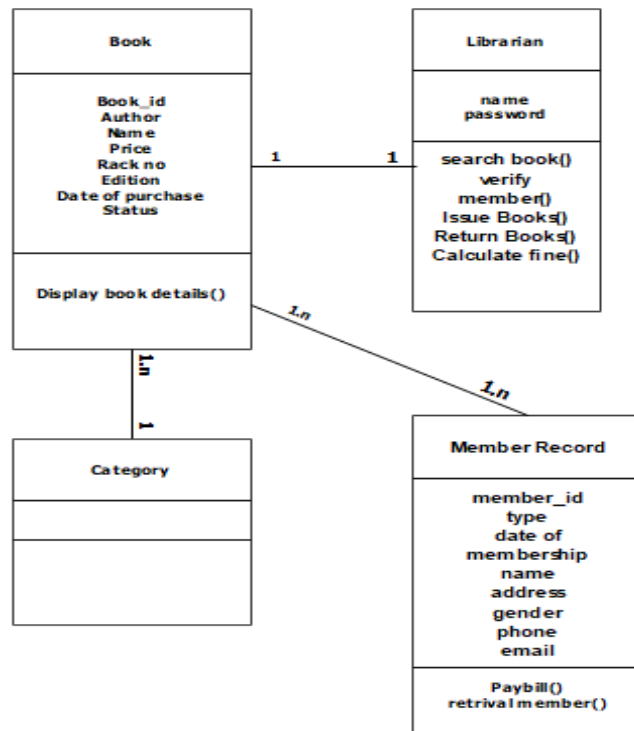 Book
Book_id
Author
Name
Price
Rack no
Edition
Date of purchase
Status
Display book details()
Librarian
name
password
search book()
verify
member()
Issue Books()
Return Books()
Calculate fine()
1
1
1.n
1.n
1.n
1
Category
Member Record
member_id
type
date of
membership
name
address
gender
phone
email
Paybill()
retrival member()